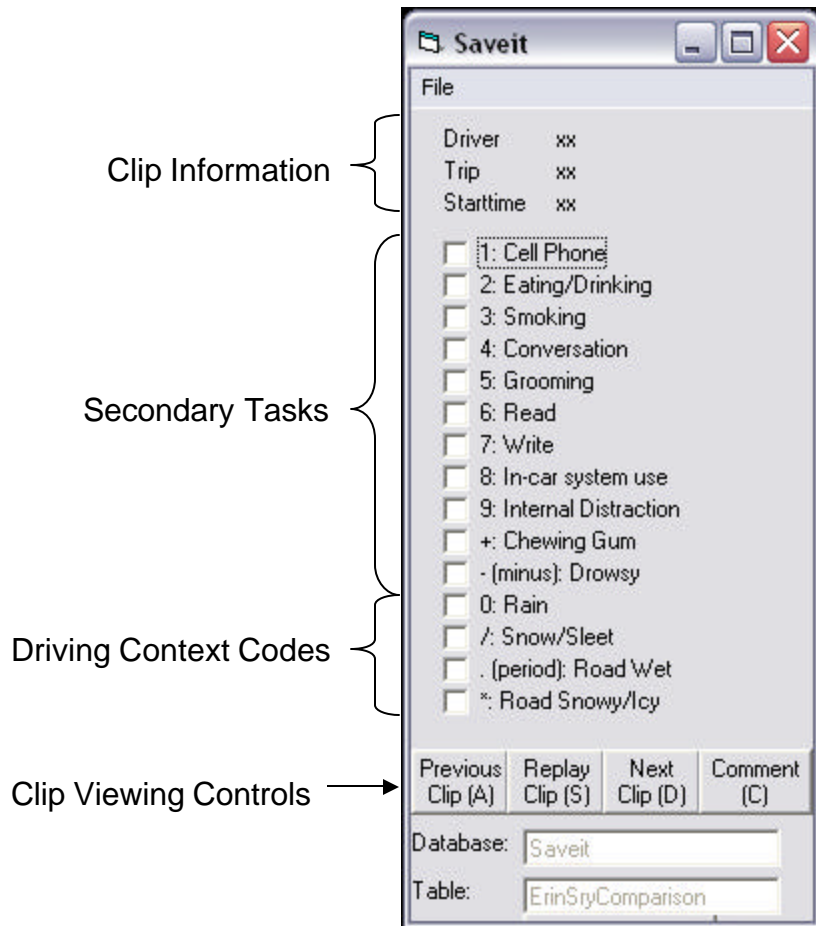 Saveit
File
Clip Information
Driver xx
Trip xx
Starttime xx
Secondary Tasks
1: Cell Phone
2: Eating/Drinking
3: Smoking
4: Conversation
5: Grooming
6: Read
7: Write
8: In-car system use
9: Internal Distraction
+: Chewing Gum
- (minus): Drowsy
Driving Context Codes
0: Rain
/: Snow/Sleet
. (period): Road Wet
*: Road Snowy/Icy
Clip Viewing Controls
Previous Clip (A)
Replay Clip (S)
Next Clip (D)
Comment (C)
Database: Saveit
Table: ErinSryComparison